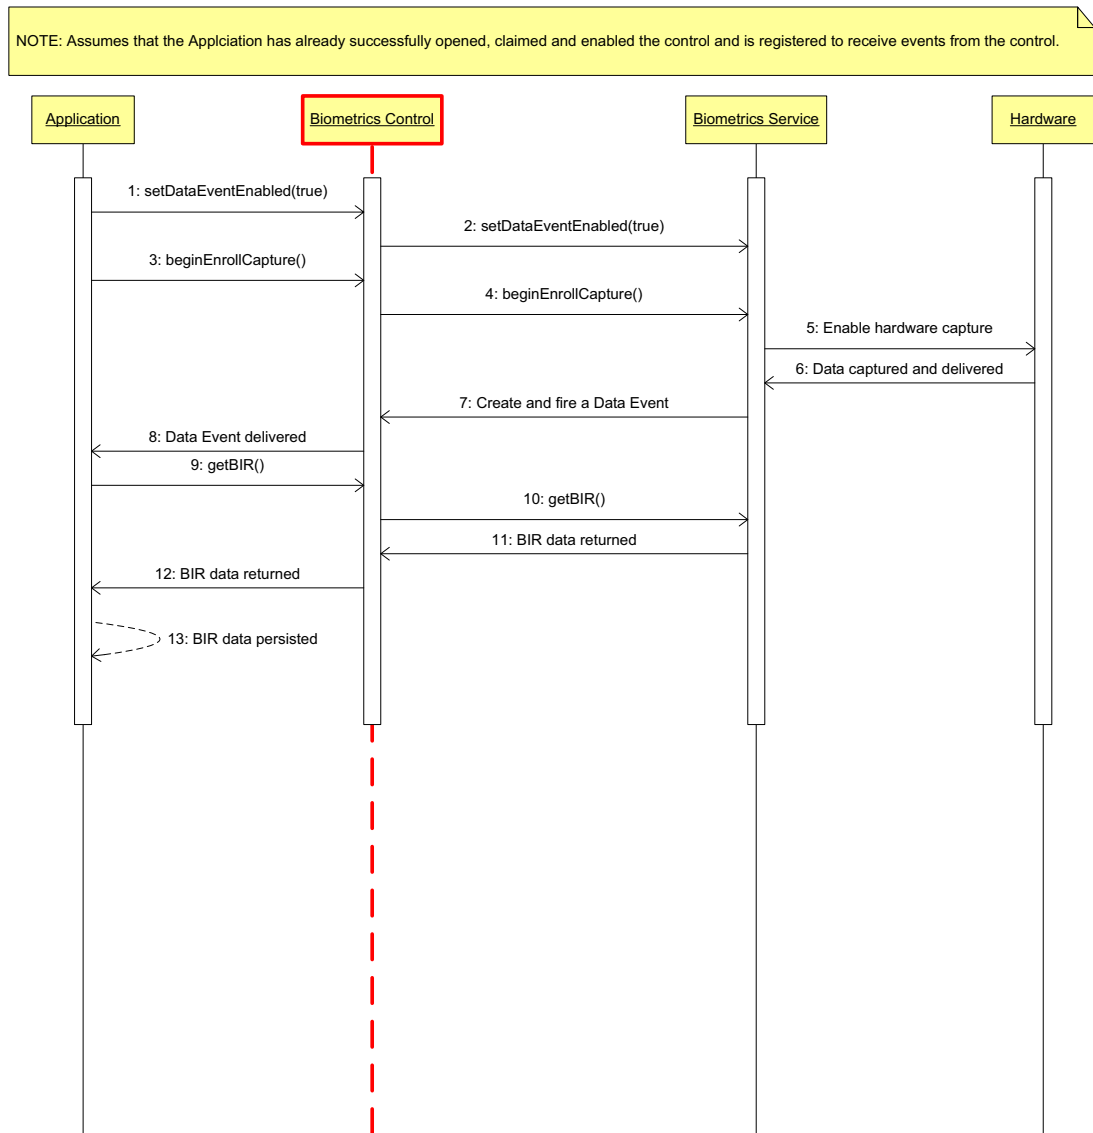 NOTE: Assumes that the Applciation has already successfully opened, claimed and enabled the control and is registered to receive events from the control.
Application
Biometrics Control
Biometrics Service
Hardware
1: setDataEventEnabled(true)
2: setDataEventEnabled(true)
3: beginEnrollCapture()
4: beginEnrollCapture()
5: Enable hardware capture
6: Data captured and delivered
7: Create and fire a Data Event
8: Data Event delivered
9: getBIR()
10: getBIR()
11: BIR data returned
12: BIR data returned
13: BIR data persisted